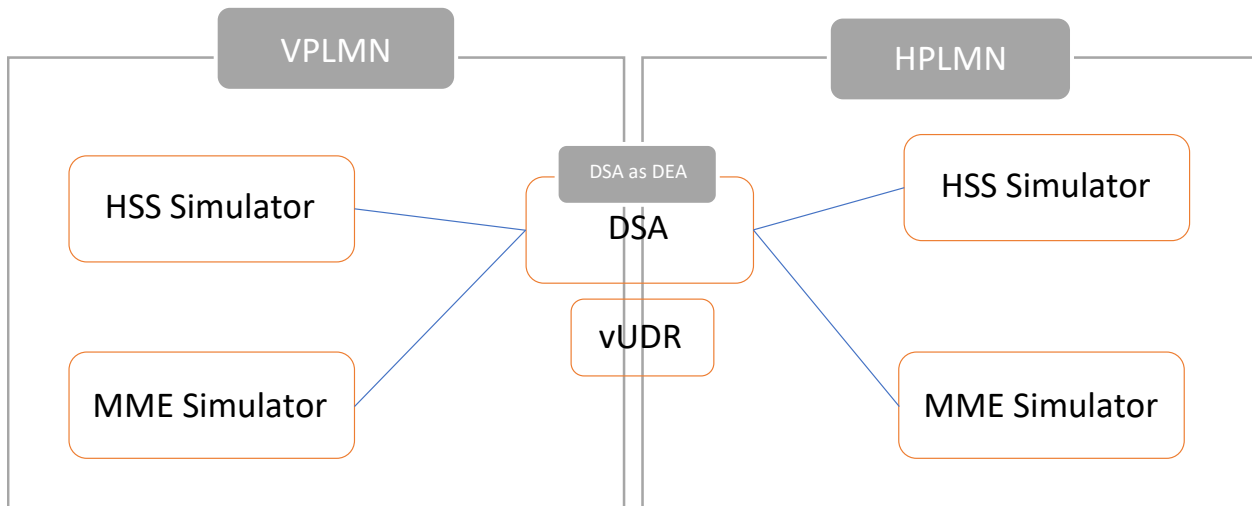 VPLMN
HPLMN
DSA as DEA
HSS Simulator
DSA
HSS Simulator
vUDR
MME Simulator
MME Simulator